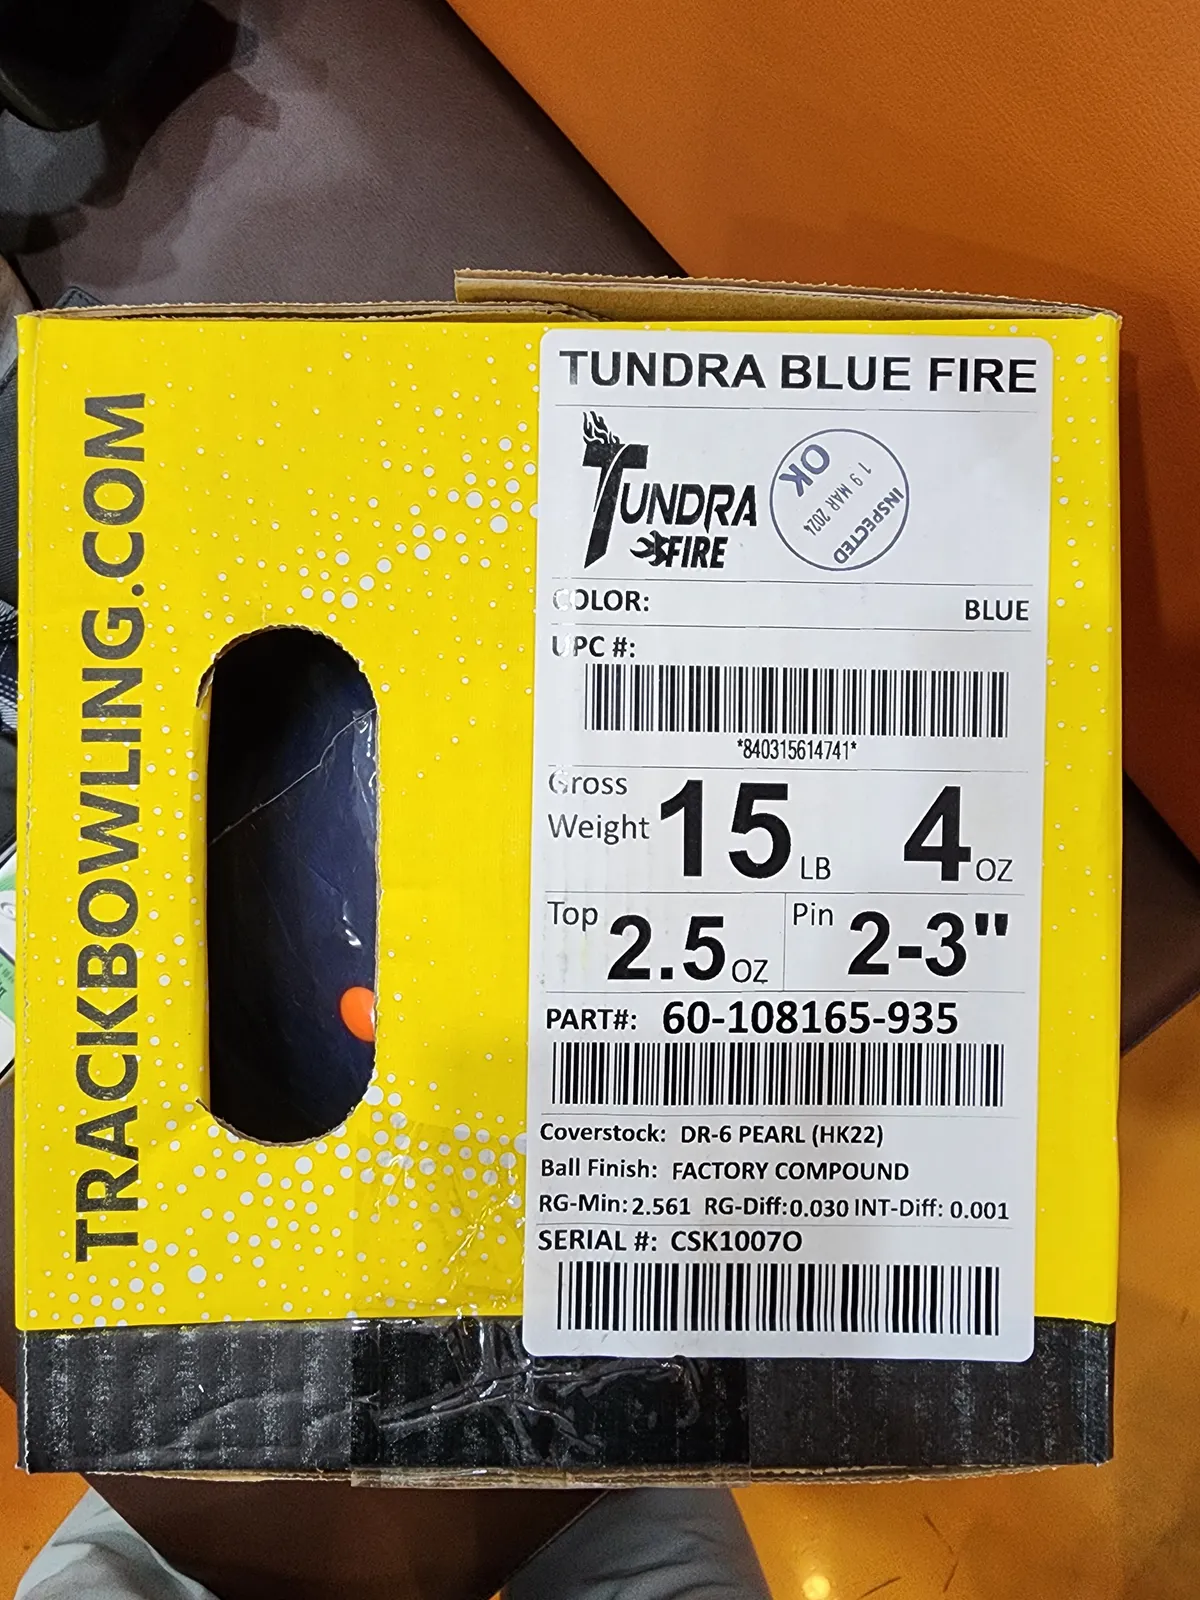 TRACKBOWLING.COM
TUNDRA BLUE FIRE
TUNDRA
FIRE
OK
19 MAR 2024
INSPECTED
COLOR: BLUE
UPC #:
*840315614741*
Gross Weight 15 LB 4 OZ
Top 2.5 OZ Pin 2-3"
PART#: 60-108165-935
Coverstock: DR-6 PEARL (HK22)
Ball Finish: FACTORY COMPOUND
RG-Min: 2.561 RG-Diff: 0.030 INT-Diff: 0.001
SERIAL #: CSK1007O